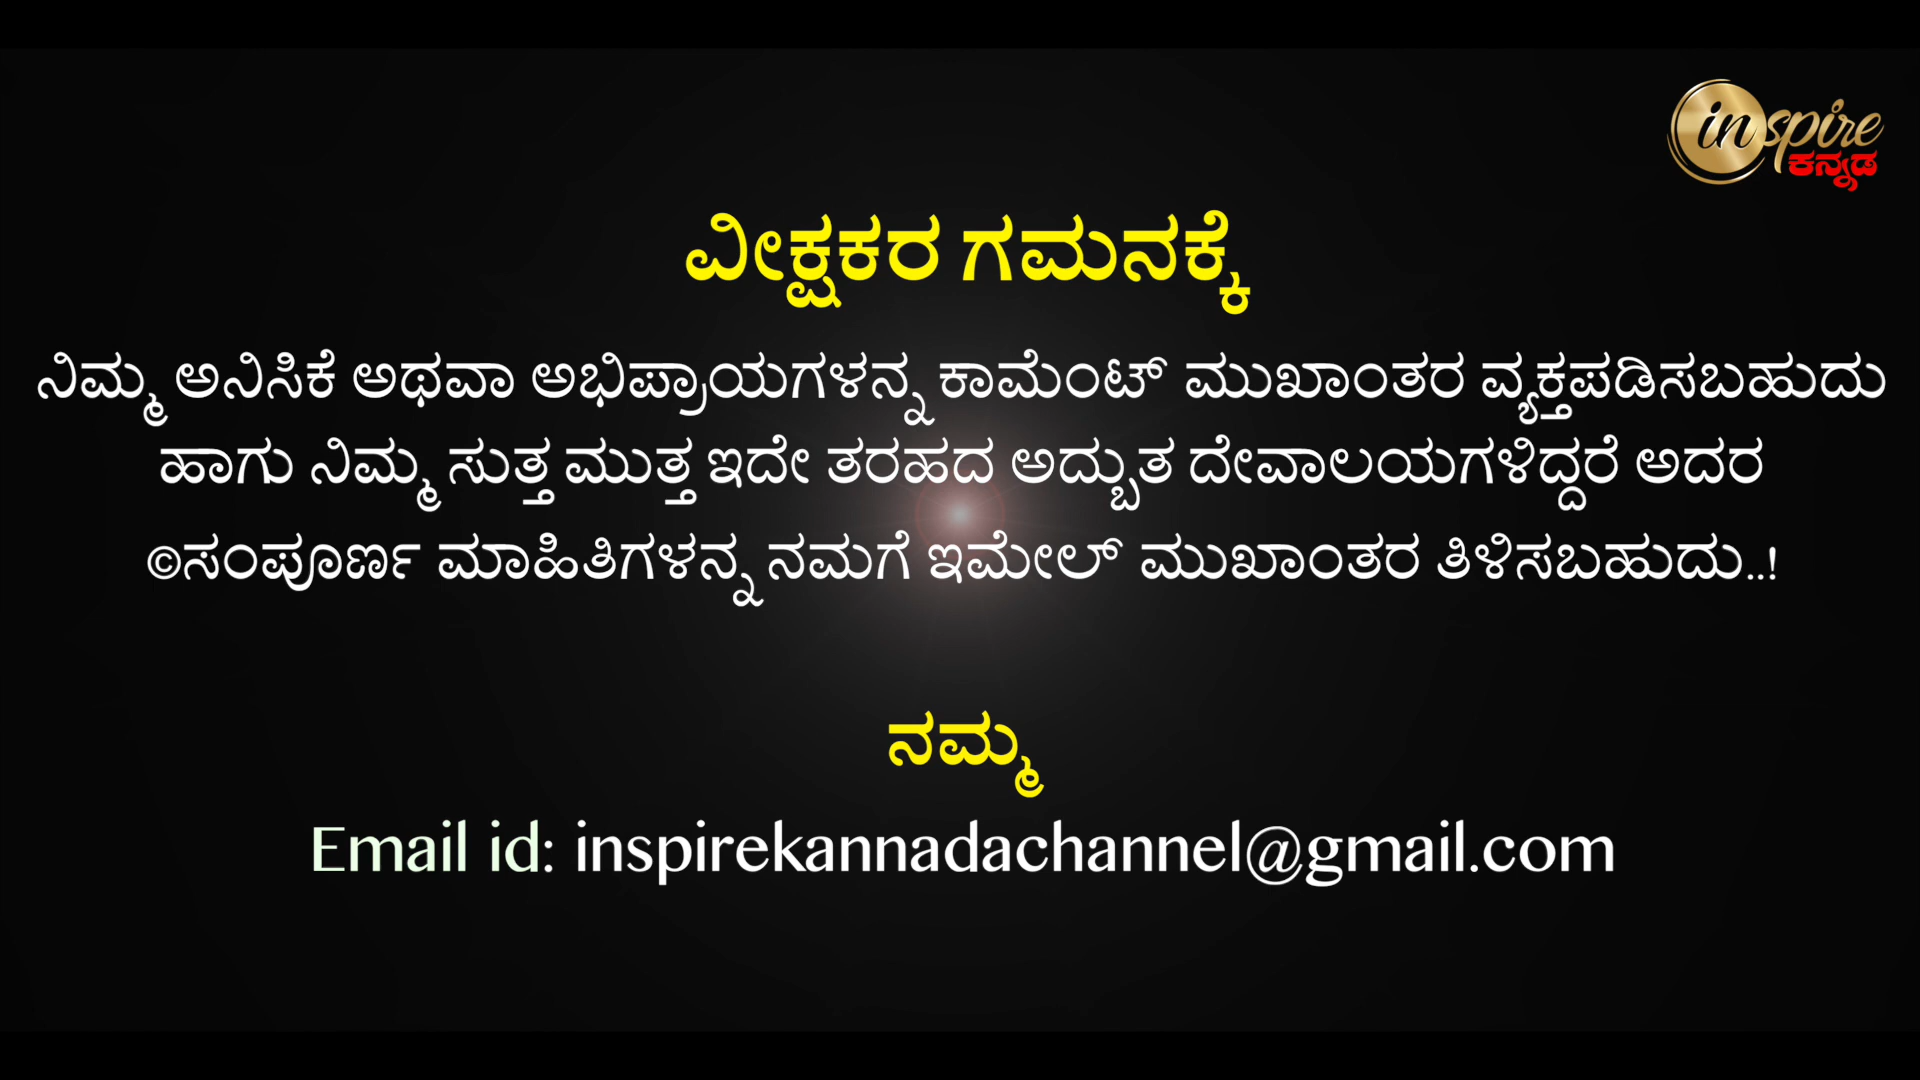 inspire
ಕನ್ನಡ
ವೀಕ್ಷಕರ ಗಮನಕ್ಕೆ
ನಿಮ್ಮ ಅನಿಸಿಕೆ ಅಥವಾ ಅಭಿಪ್ರಾಯಗಳನ್ನ ಕಾಮೆಂಟ್ ಮುಖಾಂತರ ವ್ಯಕ್ತಪಡಿಸಬಹುದು
ಹಾಗು ನಿಮ್ಮ ಸುತ್ತ ಮುತ್ತ ಇದೇ ತರಹದ ಅದ್ಬುತ ದೇವಾಲಯಗಳಿದ್ದರೆ ಅದರ
©ಸಂಪೂರ್ಣ ಮಾಹಿತಿಗಳನ್ನ ನಮಗೆ ಇಮೇಲ್ ಮುಖಾಂತರ ತಿಳಿಸಬಹುದು..!
ನಮ್ಮ
Email id: inspirekannadachannel@gmail.com